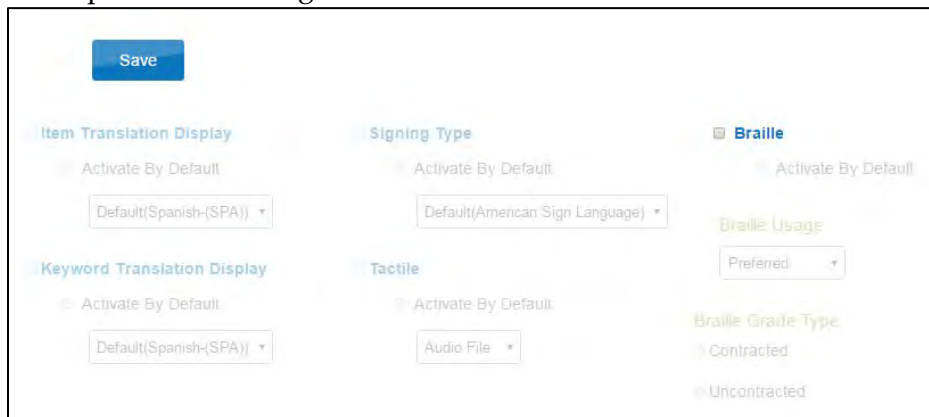 Save
Item Translation Display
Activate By Default
Default(Spanish-(SPA))
Keyword Translation Display
Activate By Default
Default(Spanish-(SPA))
Signing Type
Activate By Default
Default(American Sign Language)
Tactile
Activate By Default
Audio File
Braille
Activate By Default
Braille Usage
Preferred
Braille Grade Type
Contracted
Uncontracted